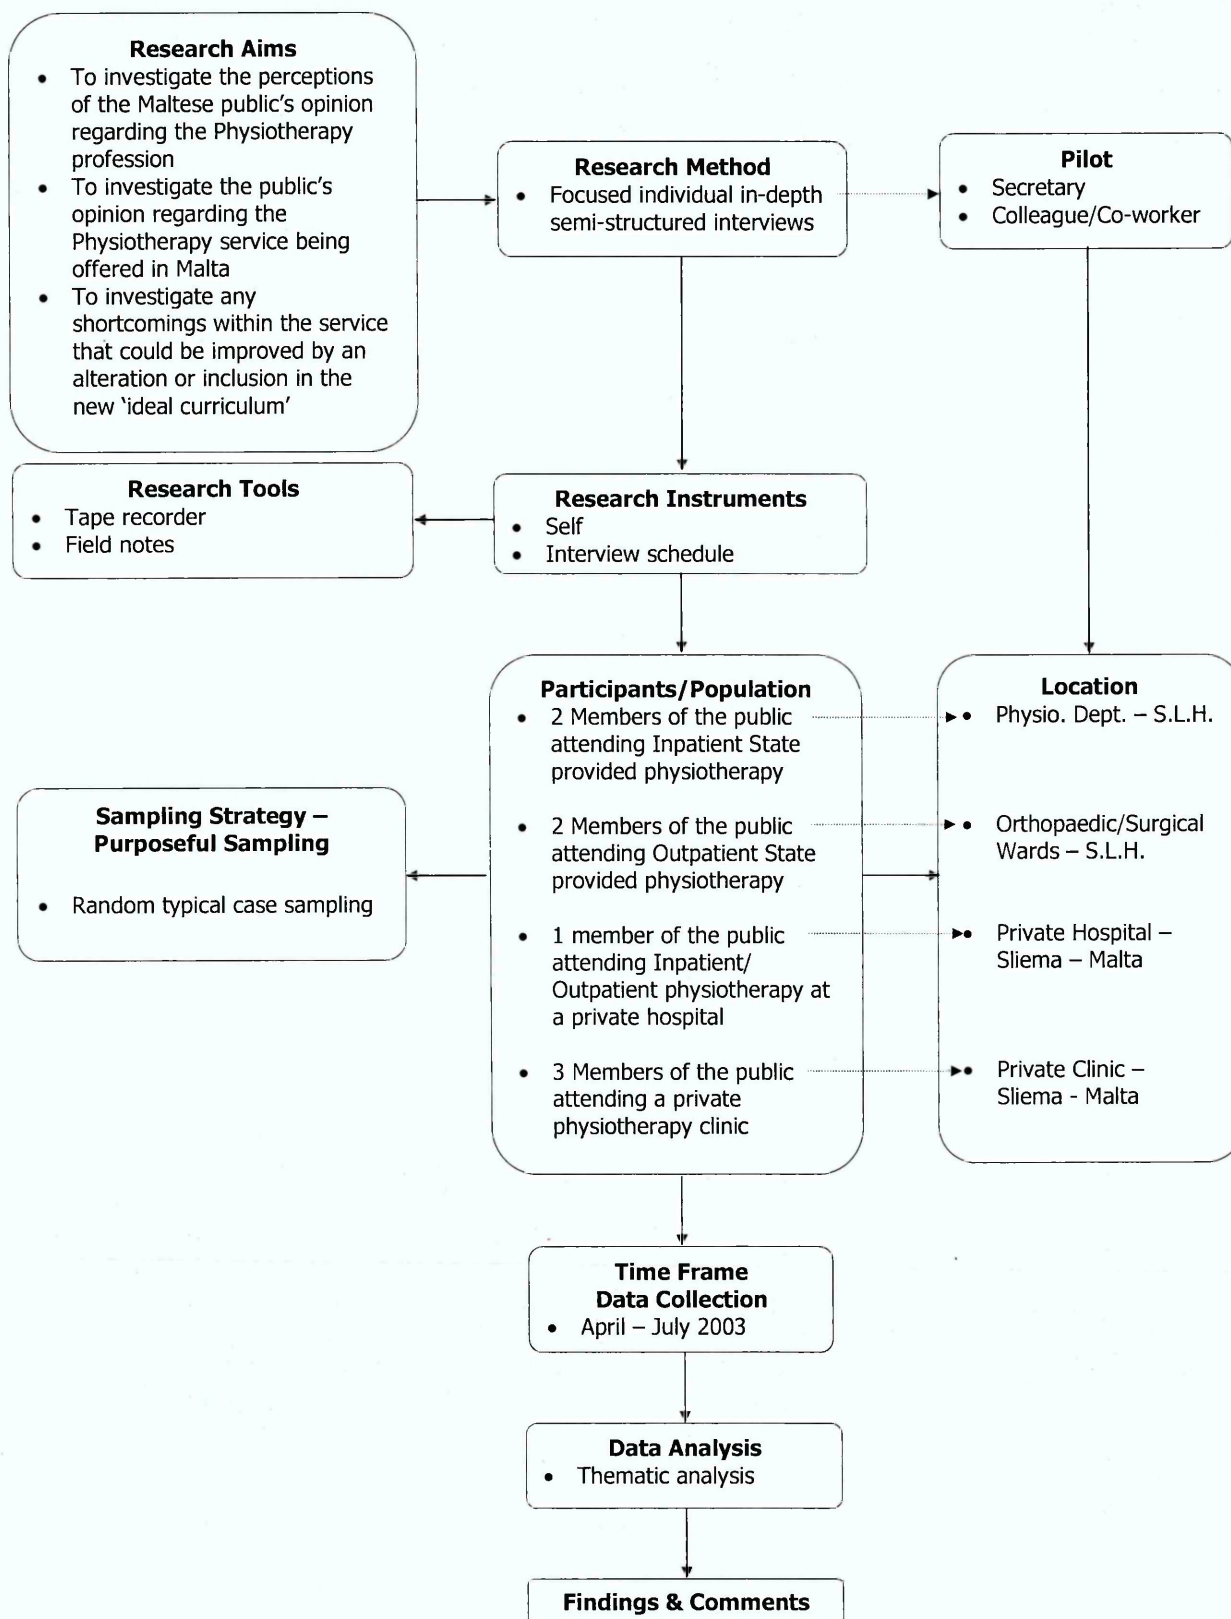 Research Aims
• To investigate the perceptions
of the Maltese public's opinion
regarding the Physiotherapy
profession
• To investigate the public's
opinion regarding the
Physiotherapy service being
offered in Malta
• To investigate any
shortcomings within the service
that could be improved by an
alteration or inclusion in the
new 'ideal curriculum'
Research Method
• Focused individual in-depth
semi-structured interviews
Pilot
• Secretary
• Colleague/Co-worker
Research Tools
• Tape recorder
• Field notes
Research Instruments
• Self
• Interview schedule
Participants/Population
• 2 Members of the public
attending Inpatient State
provided physiotherapy
• 2 Members of the public
attending Outpatient State
provided physiotherapy
• 1 member of the public
attending Inpatient/
Outpatient physiotherapy at
a private hospital
• 3 Members of the public
attending a private
physiotherapy clinic
Location
• Physio. Dept. – S.L.H.
• Orthopaedic/Surgical
Wards – S.L.H.
• Private Hospital –
Sliema – Malta
• Private Clinic –
Sliema - Malta
Sampling Strategy –
Purposeful Sampling
• Random typical case sampling
Time Frame
Data Collection
• April – July 2003
Data Analysis
• Thematic analysis
Findings & Comments